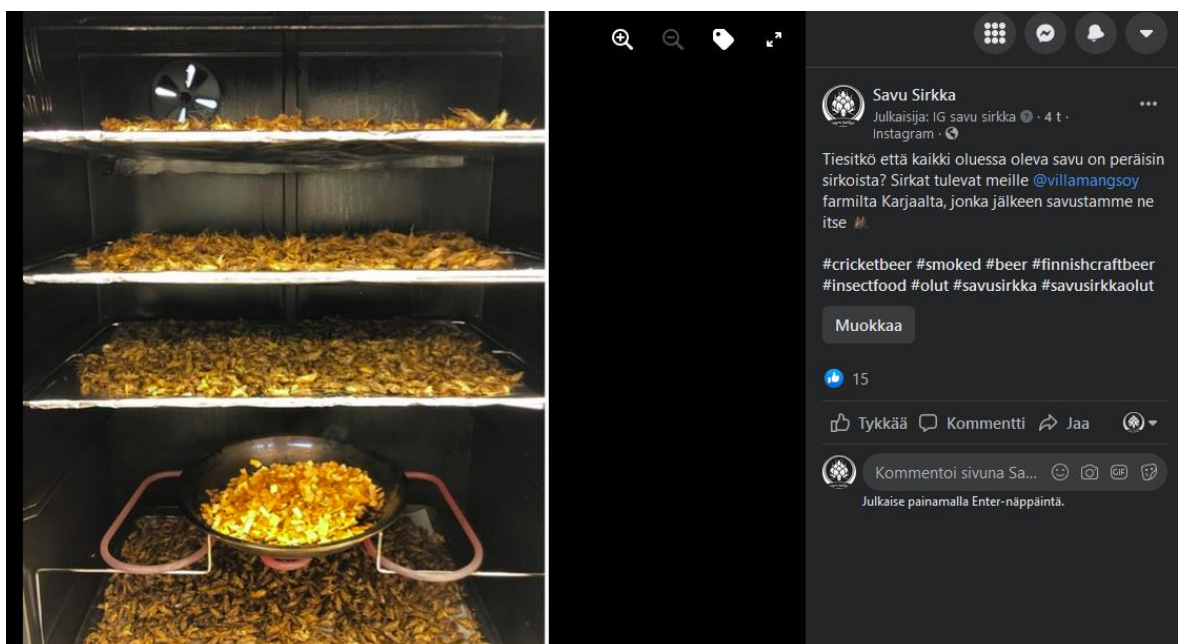 Savu Sirkka
Julkaisija: IG savu sirkka · 4 t ·
Instagram ·
Tiesitkö että kaikki oluessa oleva savu on peräisin
sirkoista? Sirkat tulevat meille @villamangsoy
farmilta Karjaalta, jonka jälkeen savustamme ne
itse
#cricketbeer #smoked #beer #finnishcraftbeer
#insectfood #olut #savusirkka #savusirkkaolut
Muokkaa
15
Tykkää Kommentti Jaa
Kommentoi sivuna Sa...
GIF
Julkaise painamalla Enter-näppäintä.